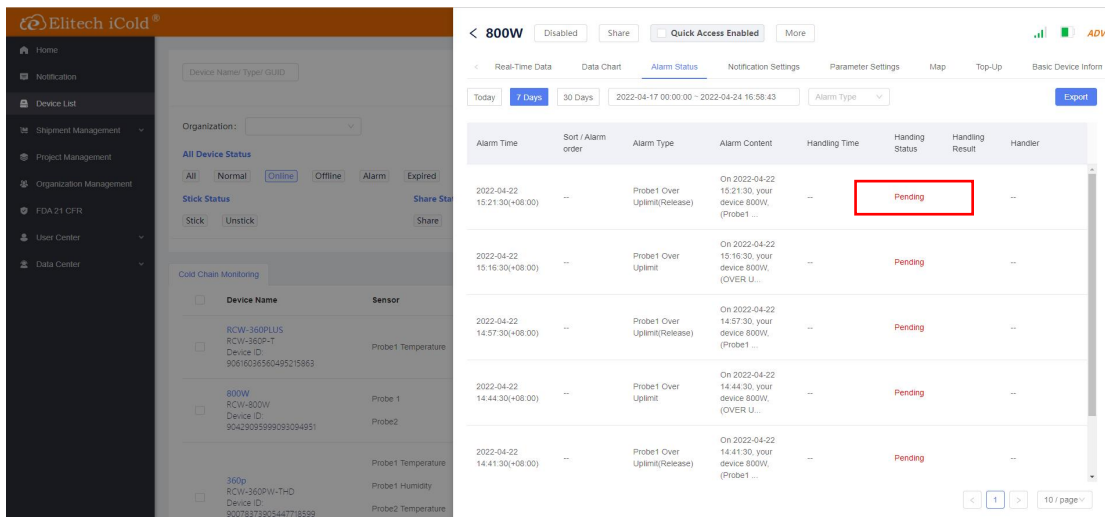 Elitech iCold®
Home
Notification
Device List
Shipment Management
Project Management
Organization Management
FDA 21 CFR
User Center
Data Center
Device Name/ Type/ GUID
Organization:
All Device Status
All Normal Online Offline Alarm Expired
Stick Status Share Sta
Stick Unstick Share
Cold Chain Monitoring
Device Name Sensor
RCW-360PLUS
RCW-360P-T
Device ID:
90616036560495215863
Probe1 Temperature
800W
RCW-800W
Device ID:
90429095999093094951
Probe 1
Probe2
360p
RCW-360PW-THD
Device ID:
90078373905447718599
Probe1 Temperature
Probe1 Humidity
Probe2 Temperature
< 800W Disabled Share Quick Access Enabled More ADV
< Real-Time Data Data Chart Alarm Status Notification Settings Parameter Settings Map Top-Up Basic Device Inform
Today 7 Days 30 Days 2022-04-17 00:00:00 ~ 2022-04-24 16:58:43 Alarm Type Export
Alarm Time Sort / Alarm order Alarm Type Alarm Content Handing Time Handing Status Handling Result Handler
2022-04-22
15:21:30(+08:00)
--
Probe1 Over
Uplimit(Release)
On 2022-04-22
15:21:30, your
device 800W,
(Probe1 ...
--
Pending
--
2022-04-22
15:16:30(+08:00)
--
Probe1 Over
Uplimit
On 2022-04-22
15:16:30, your
device 800W,
(OVER U...
--
Pending
--
2022-04-22
14:57:30(+08:00)
--
Probe1 Over
Uplimit(Release)
On 2022-04-22
14:57:30, your
device 800W,
(Probe1 ...
--
Pending
--
2022-04-22
14:44:30(+08:00)
--
Probe1 Over
Uplimit
On 2022-04-22
14:44:30, your
device 800W,
(OVER U...
--
Pending
--
2022-04-22
14:41:30(+08:00)
--
Probe1 Over
Uplimit(Release)
On 2022-04-22
14:41:30, your
device 800W,
(Probe1 ...
--
Pending
--
< 1 > 10 / page